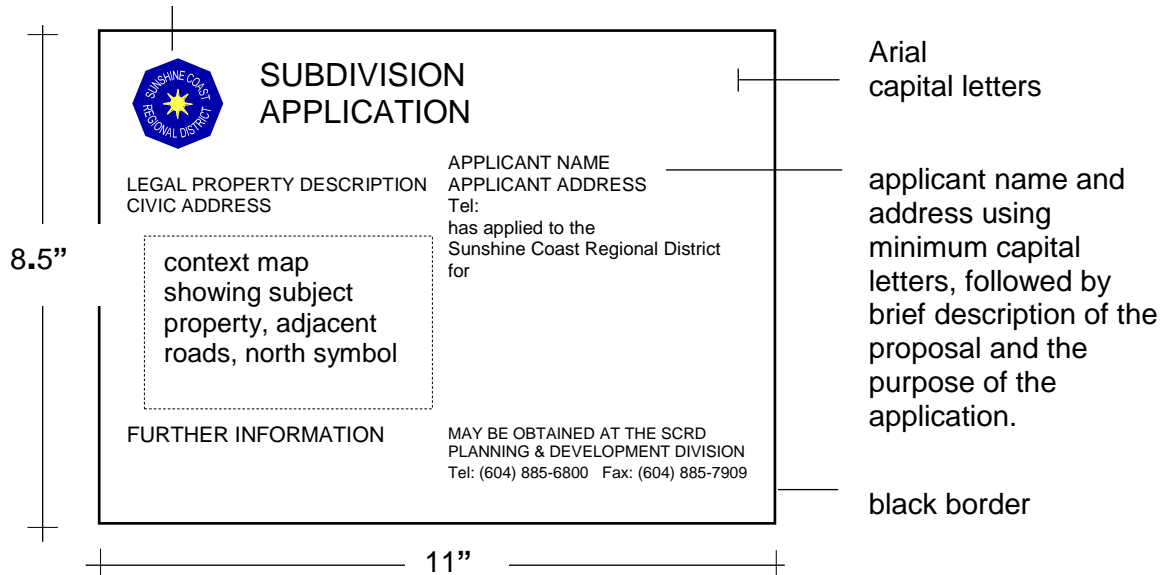 SUNSHINE COAST
REGIONAL DISTRICT
SUBDIVISION
APPLICATION
LEGAL PROPERTY DESCRIPTION
CIVIC ADDRESS
context map
showing subject
property, adjacent
roads, north symbol
FURTHER INFORMATION
APPLICANT NAME
APPLICANT ADDRESS
Tel:
has applied to the
Sunshine Coast Regional District
for
MAY BE OBTAINED AT THE SCRD
PLANNING & DEVELOPMENT DIVISION
Tel: (604) 885-6800 Fax: (604) 885-7909
Arial
capital letters
applicant name and
address using
minimum capital
letters, followed by
brief description of the
proposal and the
purpose of the
application.
black border
8.5”
11”